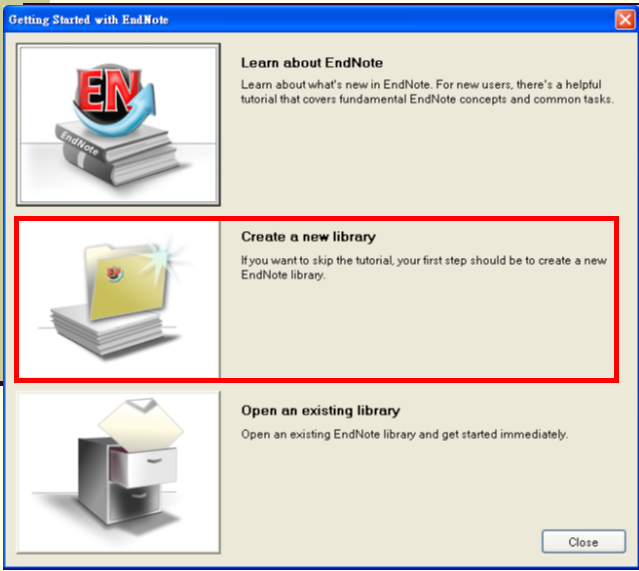 Getting Started with EndNote
Learn about EndNote
Learn about what's new in EndNote. For new users, there's a helpful
tutorial that covers fundamental EndNote concepts and common tasks.
EN
EndNote
Create a new library
If you want to skip the tutorial, your first step should be to create a new
EndNote library.
Open an existing library
Open an existing EndNote library and get started immediately.
Close